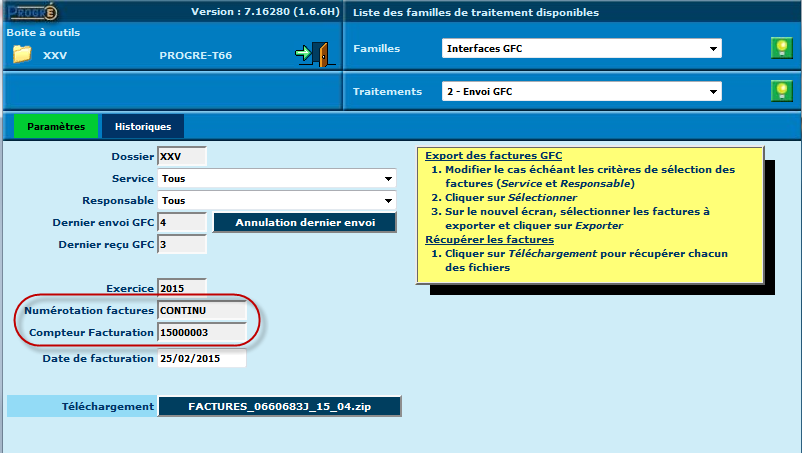 PROGRÉ
Version : 7.16280 (1.6.6H)
Liste des familles de traitement disponibles
Boite à outils
XXV PROGRE-T66
Familles Interfaces GFC
Traitements 2 - Envoi GFC
Paramètres Historiques
Dossier XXV
Service Tous
Responsable Tous
Dernier envoi GFC 4 Annulation dernier envoi
Dernier reçu GFC 3
Exercice 2015
Numérotation factures CONTINU
Compteur Facturation 15000003
Date de facturation 25/02/2015
Téléchargement FACTURES_0660683J_15_04.zip
Export des factures GFC
1. Modifier le cas échéant les critères de sélection des
factures (Service et Responsable)
2. Cliquer sur Sélectionner
3. Sur le nouvel écran, sélectionner les factures à
exporter et cliquer sur Exporter
Récupérer les factures
1. Cliquer sur Téléchargement pour récupérer chacun
des fichiers